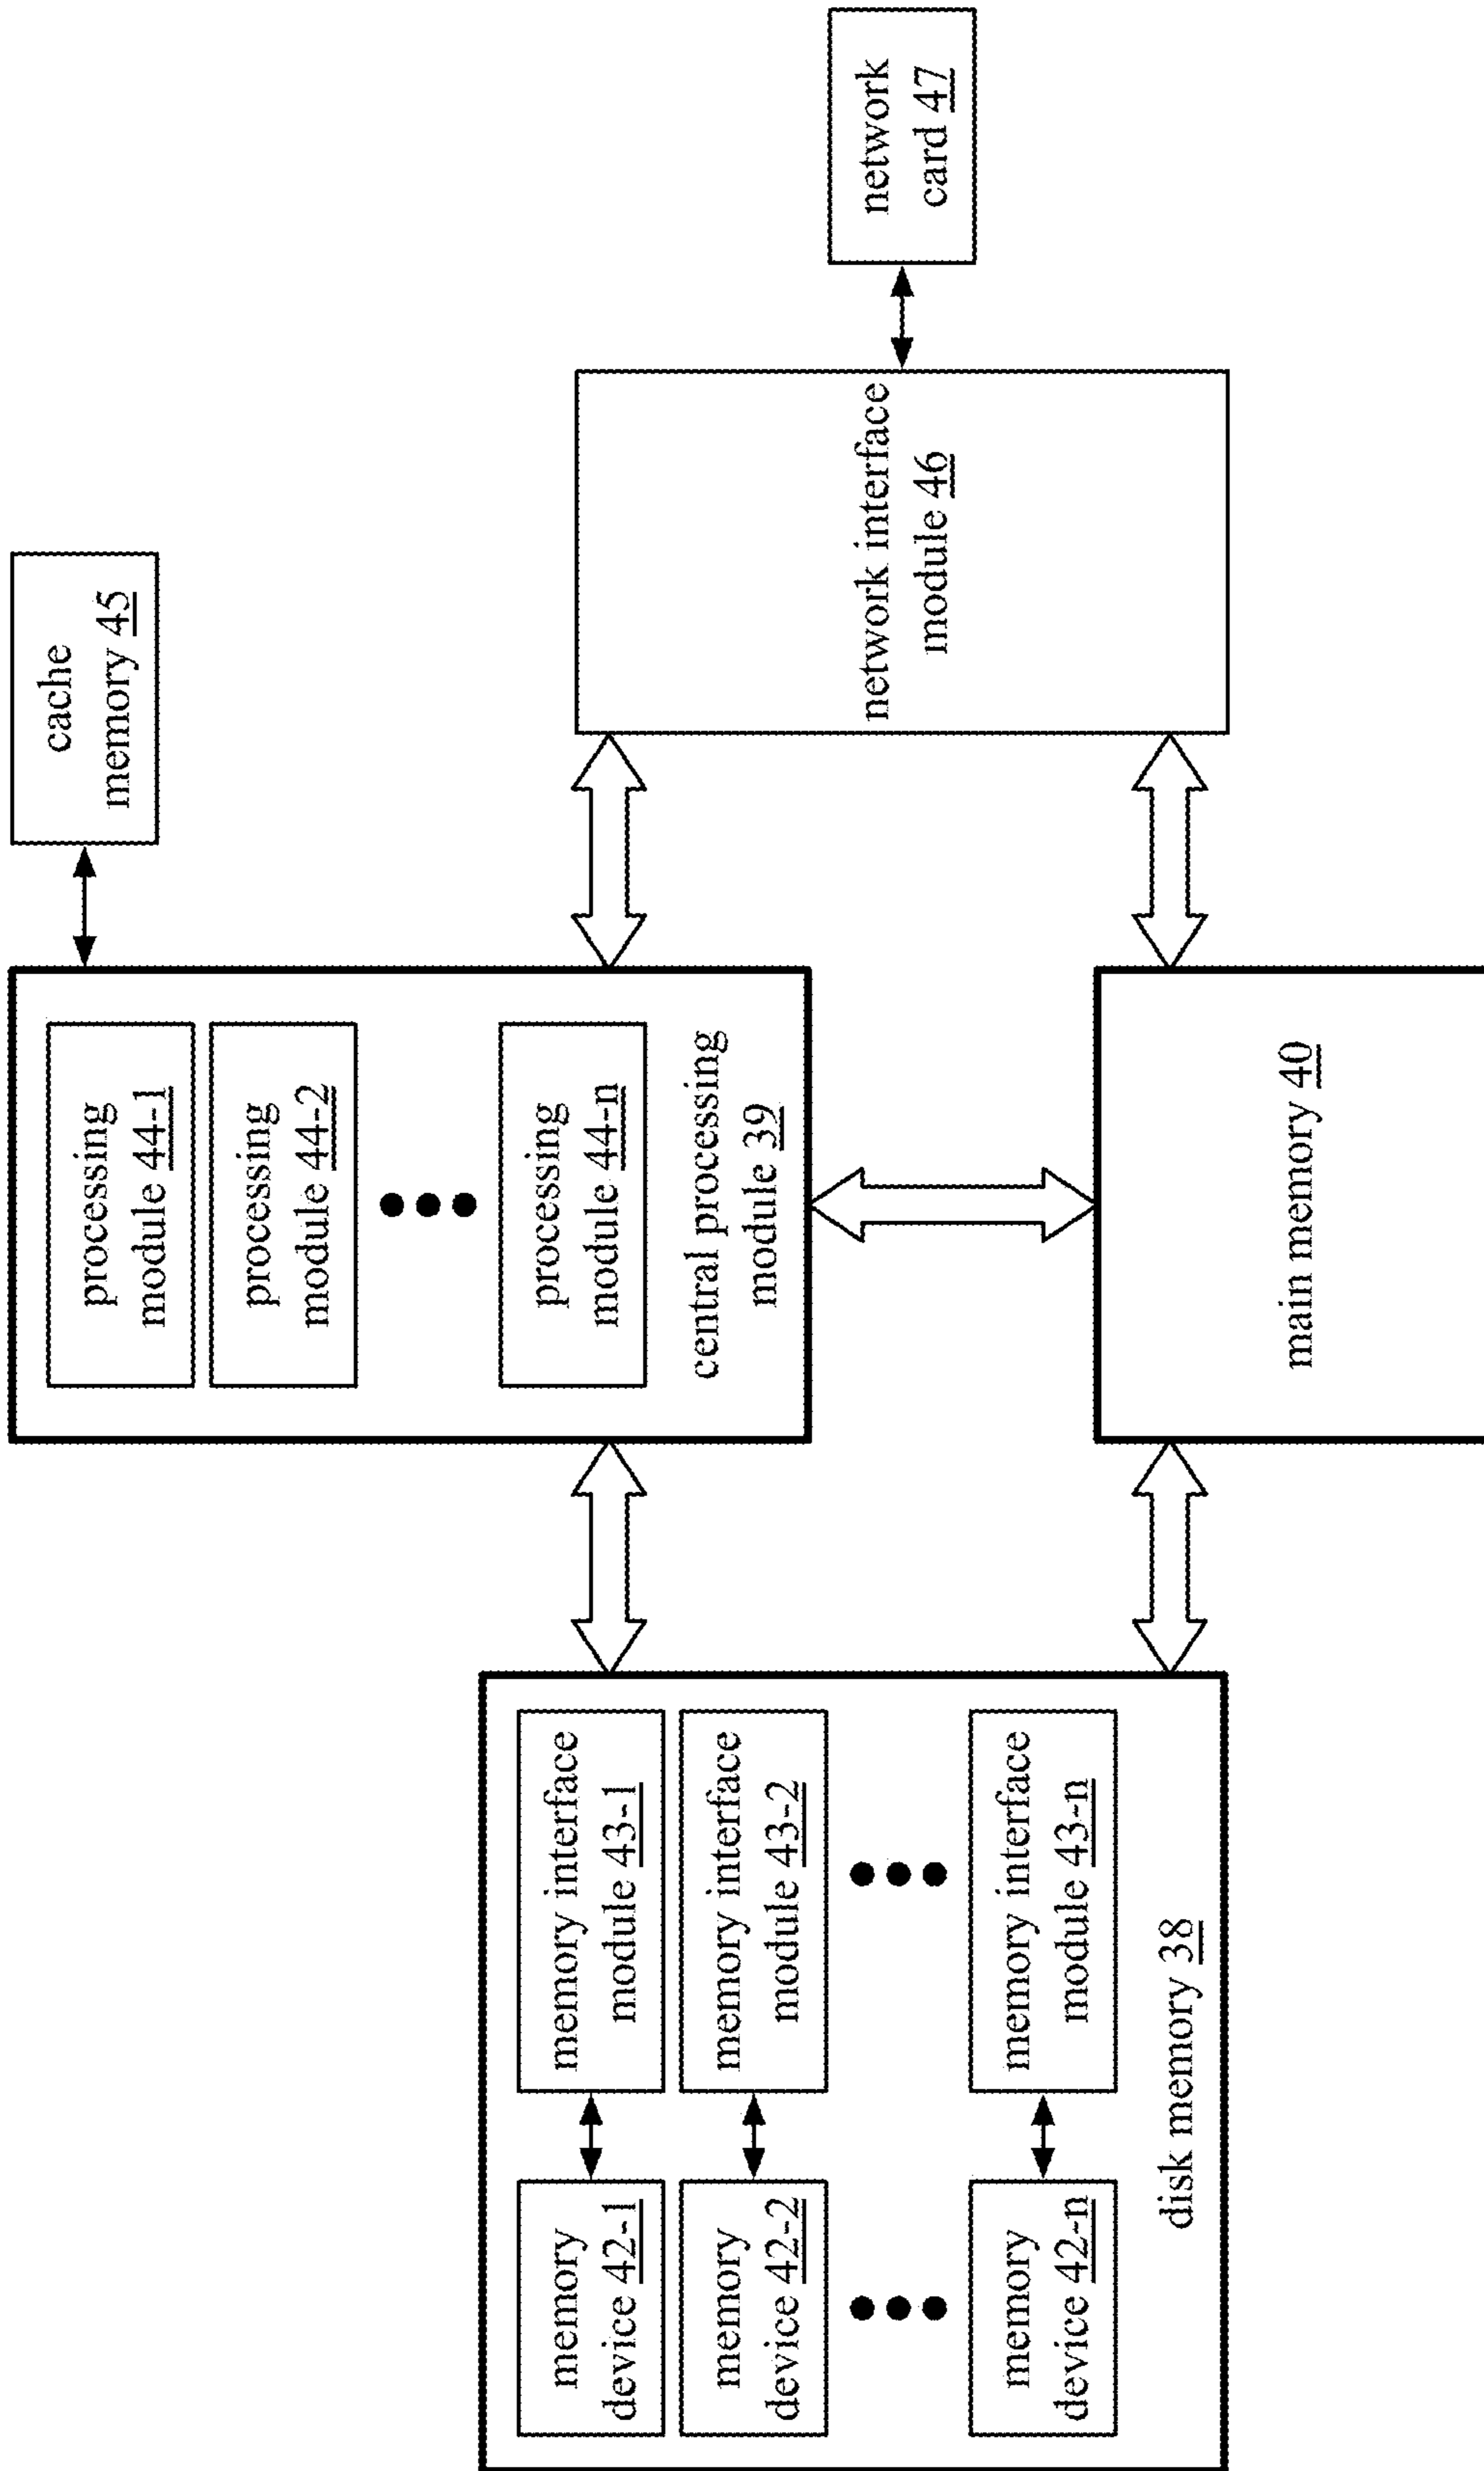 cache
memory 45
processing
module 44-1
processing
module 44-2
processing
module 44-n
central processing
module 39
memory
device 42-1
memory interface
module 43-1
memory
device 42-2
memory interface
module 43-2
memory
device 42-n
memory interface
module 43-n
disk memory 38
network interface
module 46
network
card 47
main memory 40